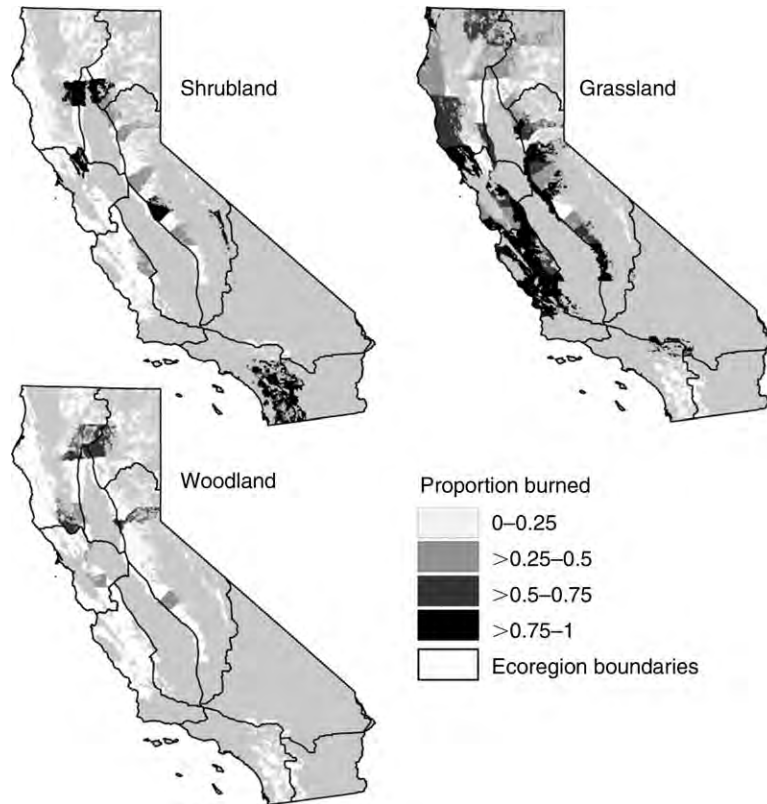 Shrubland
Grassland
Woodland
Proportion burned
0–0.25
>0.25–0.5
>0.5–0.75
>0.75–1
Ecoregion boundaries